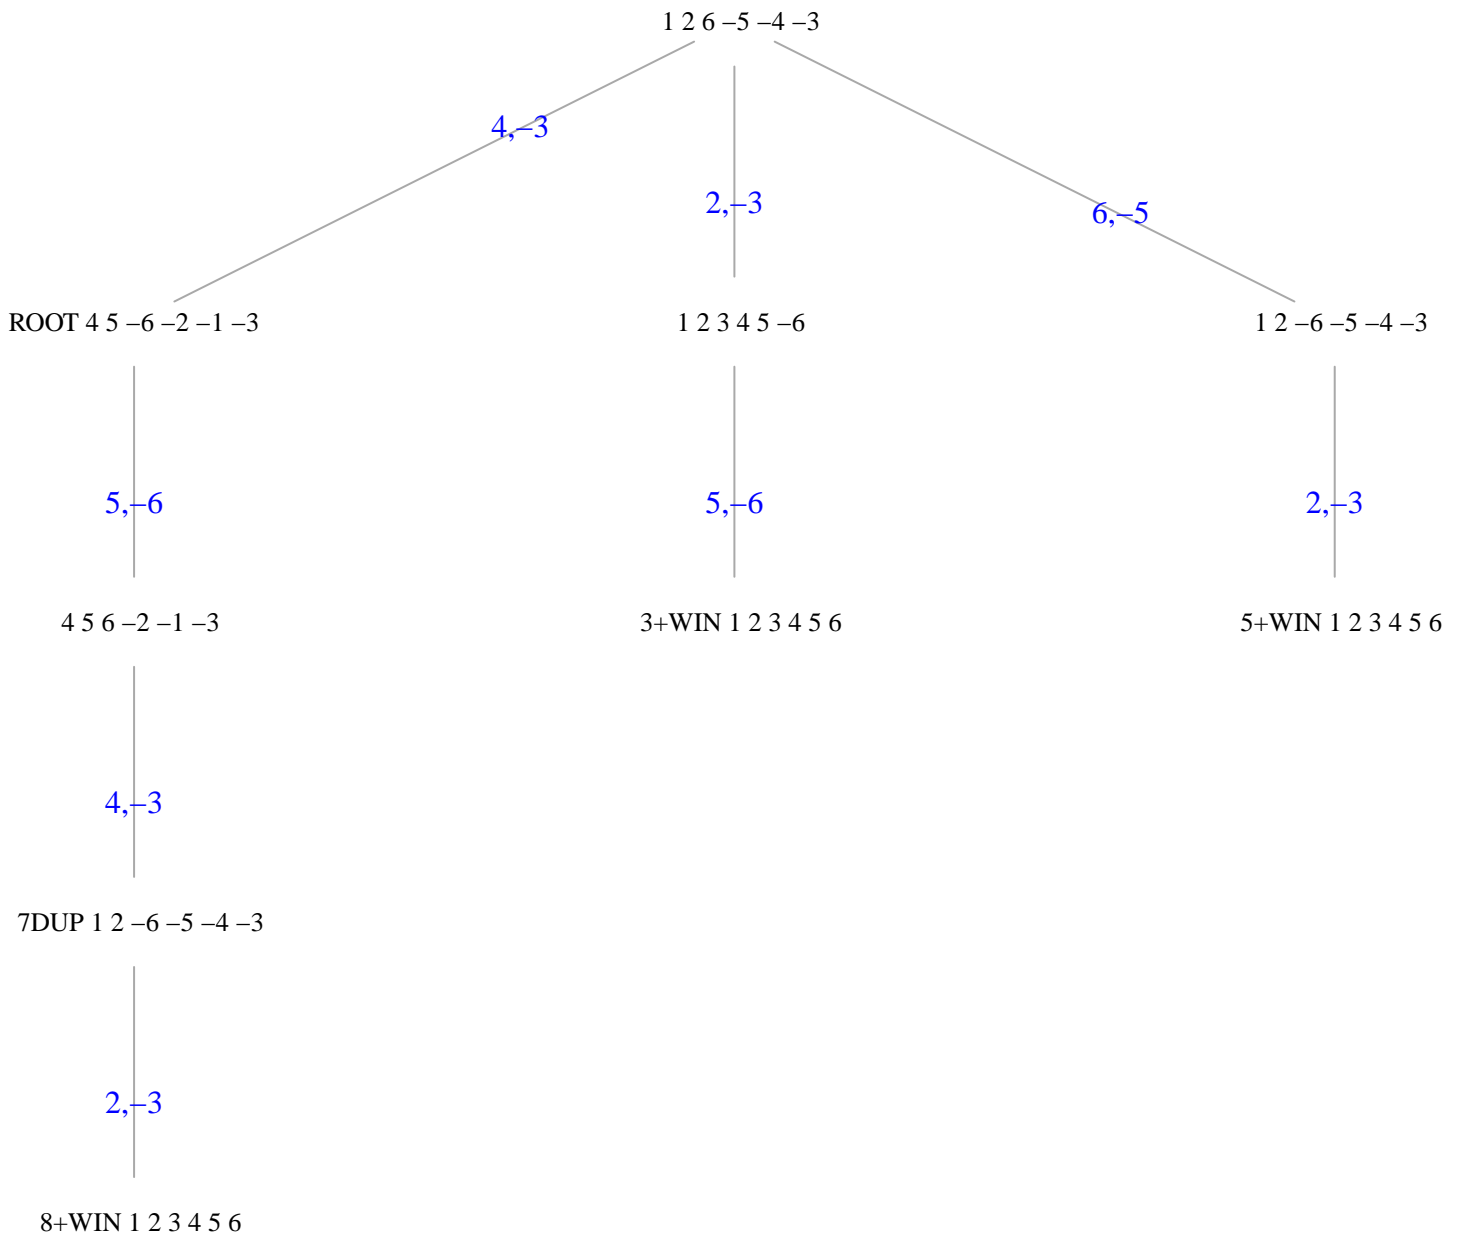 1 2 6 –5 –4 –3
4,–3
2,–3
6,–5
ROOT 4 5 –6 –2 –1 –3
1 2 3 4 5 –6
1 2 –6 –5 –4 –3
5,–6
5,–6
2,–3
4 5 6 –2 –1 –3
3+WIN 1 2 3 4 5 6
5+WIN 1 2 3 4 5 6
4,–3
7DUP 1 2 –6 –5 –4 –3
2,–3
8+WIN 1 2 3 4 5 6